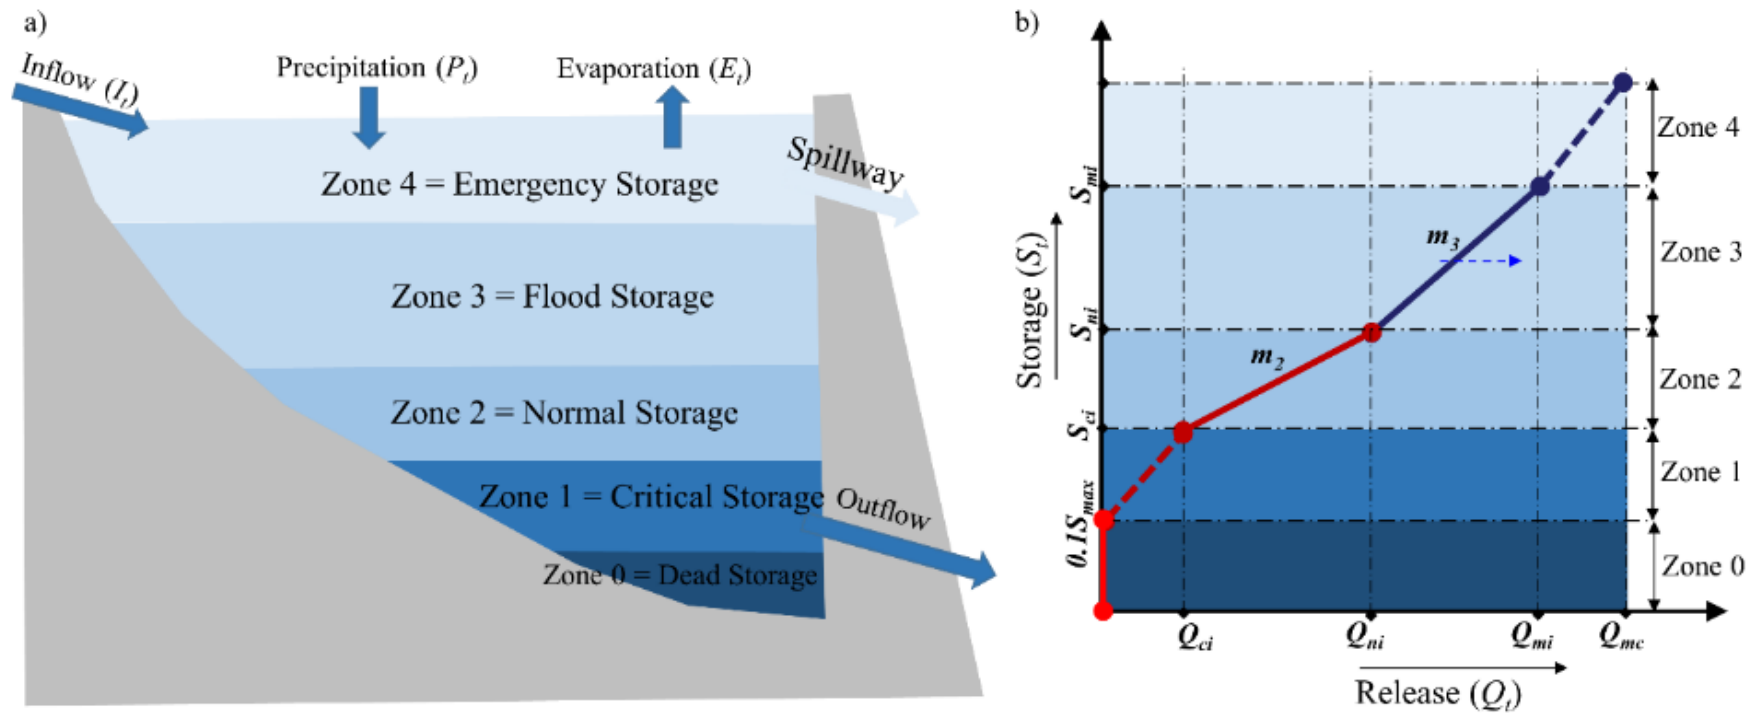 a)
Inflow (It)
Precipitation (Pt)
Evaporation (Et)
Spillway
Zone 4 = Emergency Storage
Zone 3 = Flood Storage
Zone 2 = Normal Storage
Zone 1 = Critical Storage
Outflow
Zone 0 = Dead Storage
b)
Storage (St)
Smi
Sni
Sci
0.1Smax
m3
m2
Zone 4
Zone 3
Zone 2
Zone 1
Zone 0
Qci
Qni
Qmi
Qmc
Release (Qt)